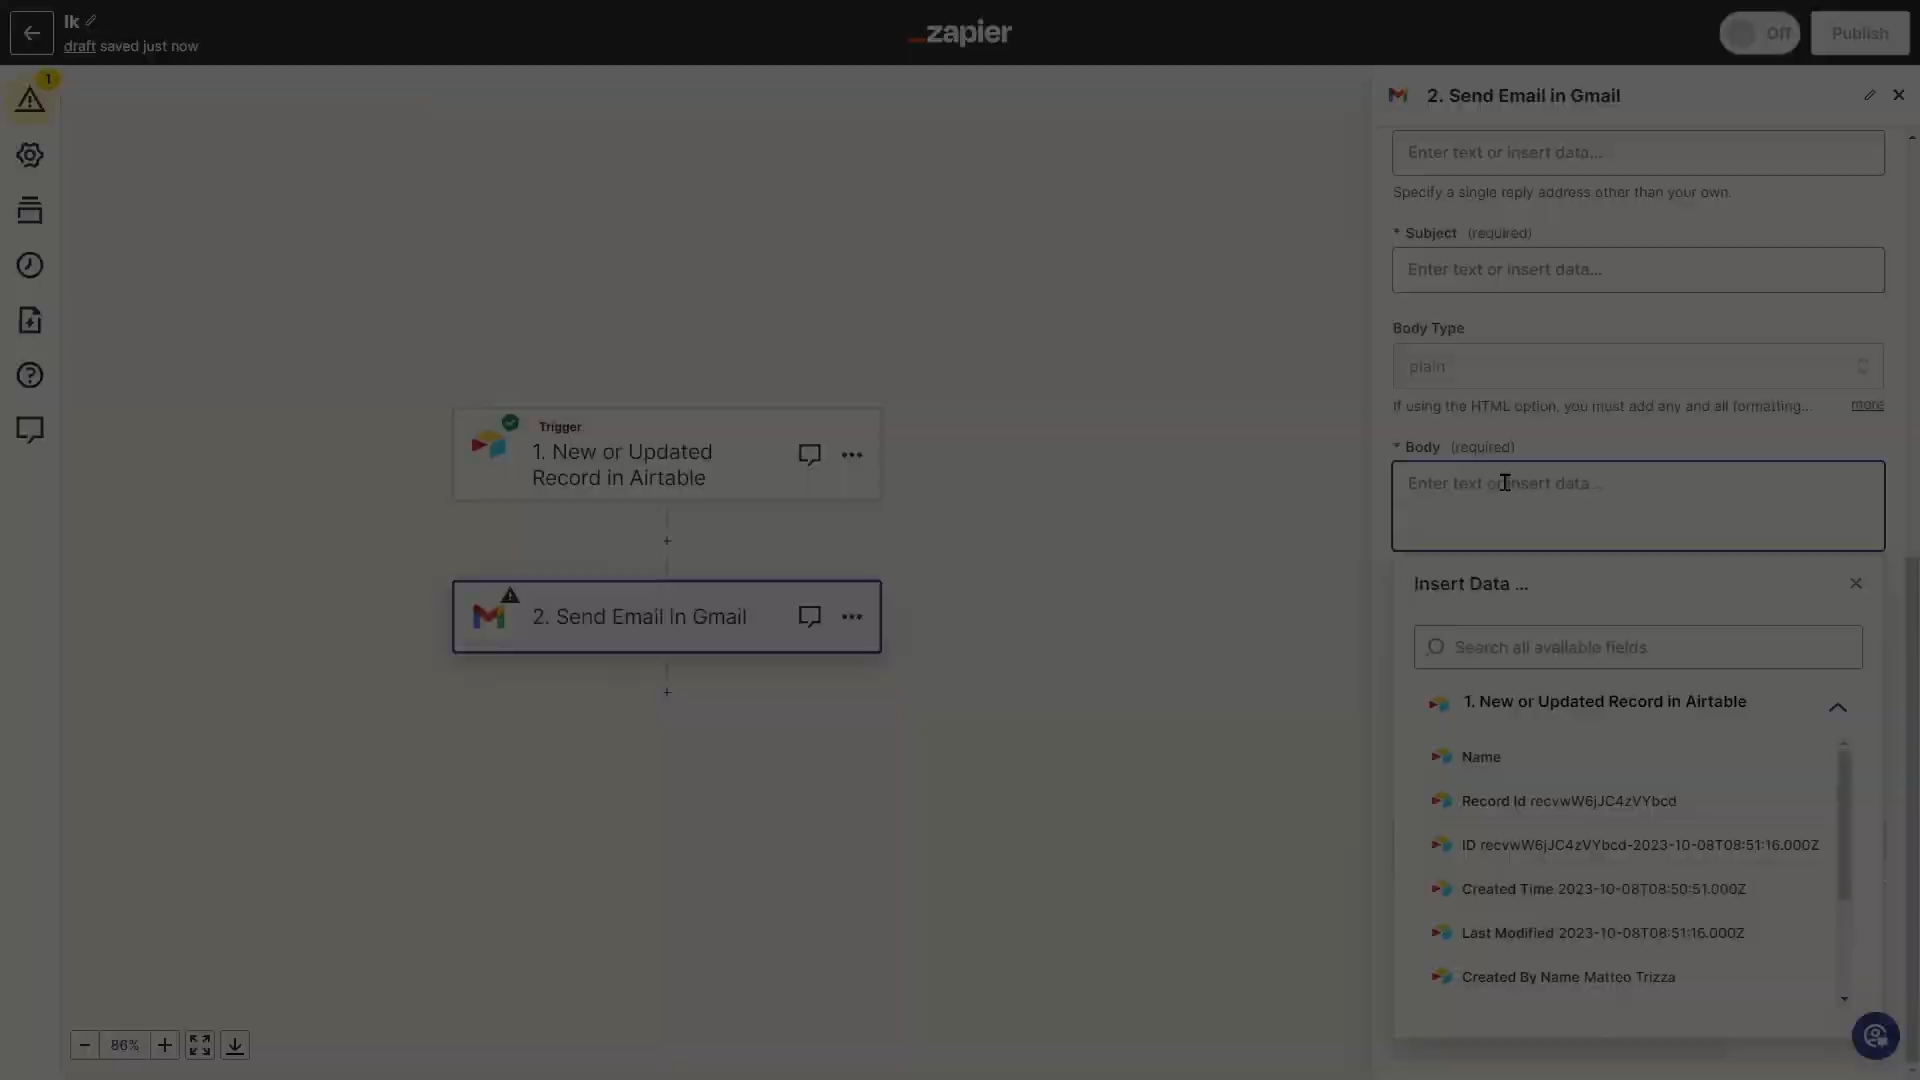 lk
draft saved just now
zapier
Off
Publish
1
2. Send Email in Gmail
Enter text or insert data...
Specify a single reply address other than your own.
* Subject (required)
Enter text or insert data...
Body Type
plain
If using the HTML option, you must add any and all formatting...
more
* Body (required)
Enter text or insert data...
Trigger
1. New or Updated
Record in Airtable
+
2. Send Email in Gmail
+
Insert Data ...
Search all available fields
1. New or Updated Record in Airtable
Name
Record Id recvwW6jJC4zVYbcd
ID recvwW6jJC4zVYbcd-2023-10-08T08:51:16.000Z
Created Time 2023-10-08T08:50:51.000Z
Last Modified 2023-10-08T08:51:16.000Z
Created By Name Matteo Trizza
86%